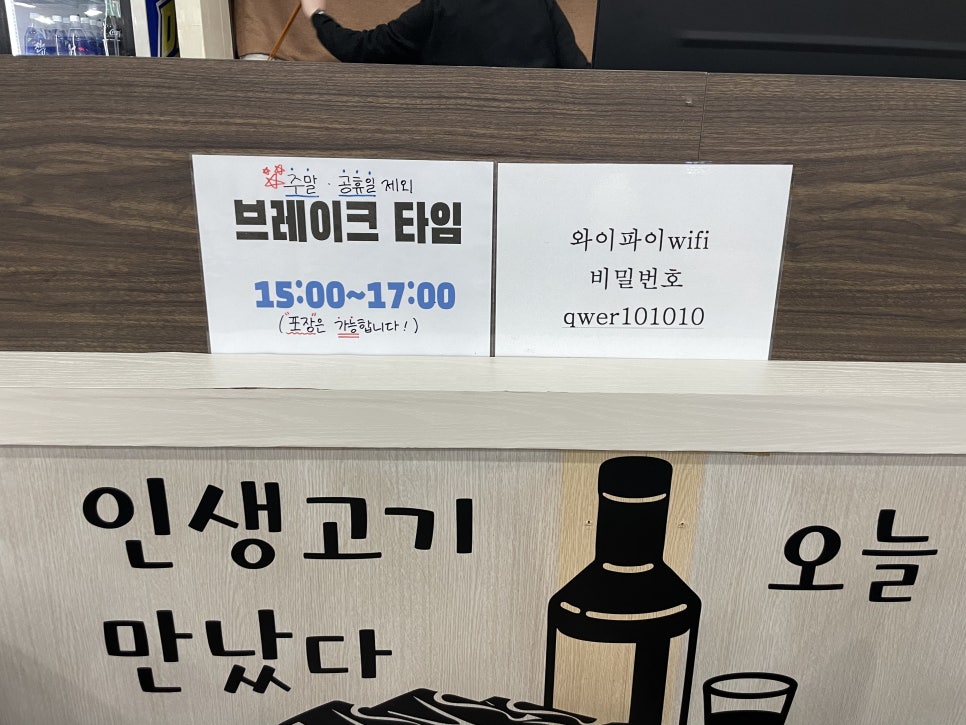 주말 · 공휴일 제외
브레이크 타임
15:00~17:00
("포장"은 가능합니다!)
와이파이wifi
비밀번호
qwer101010
인생고기
만났다
오늘